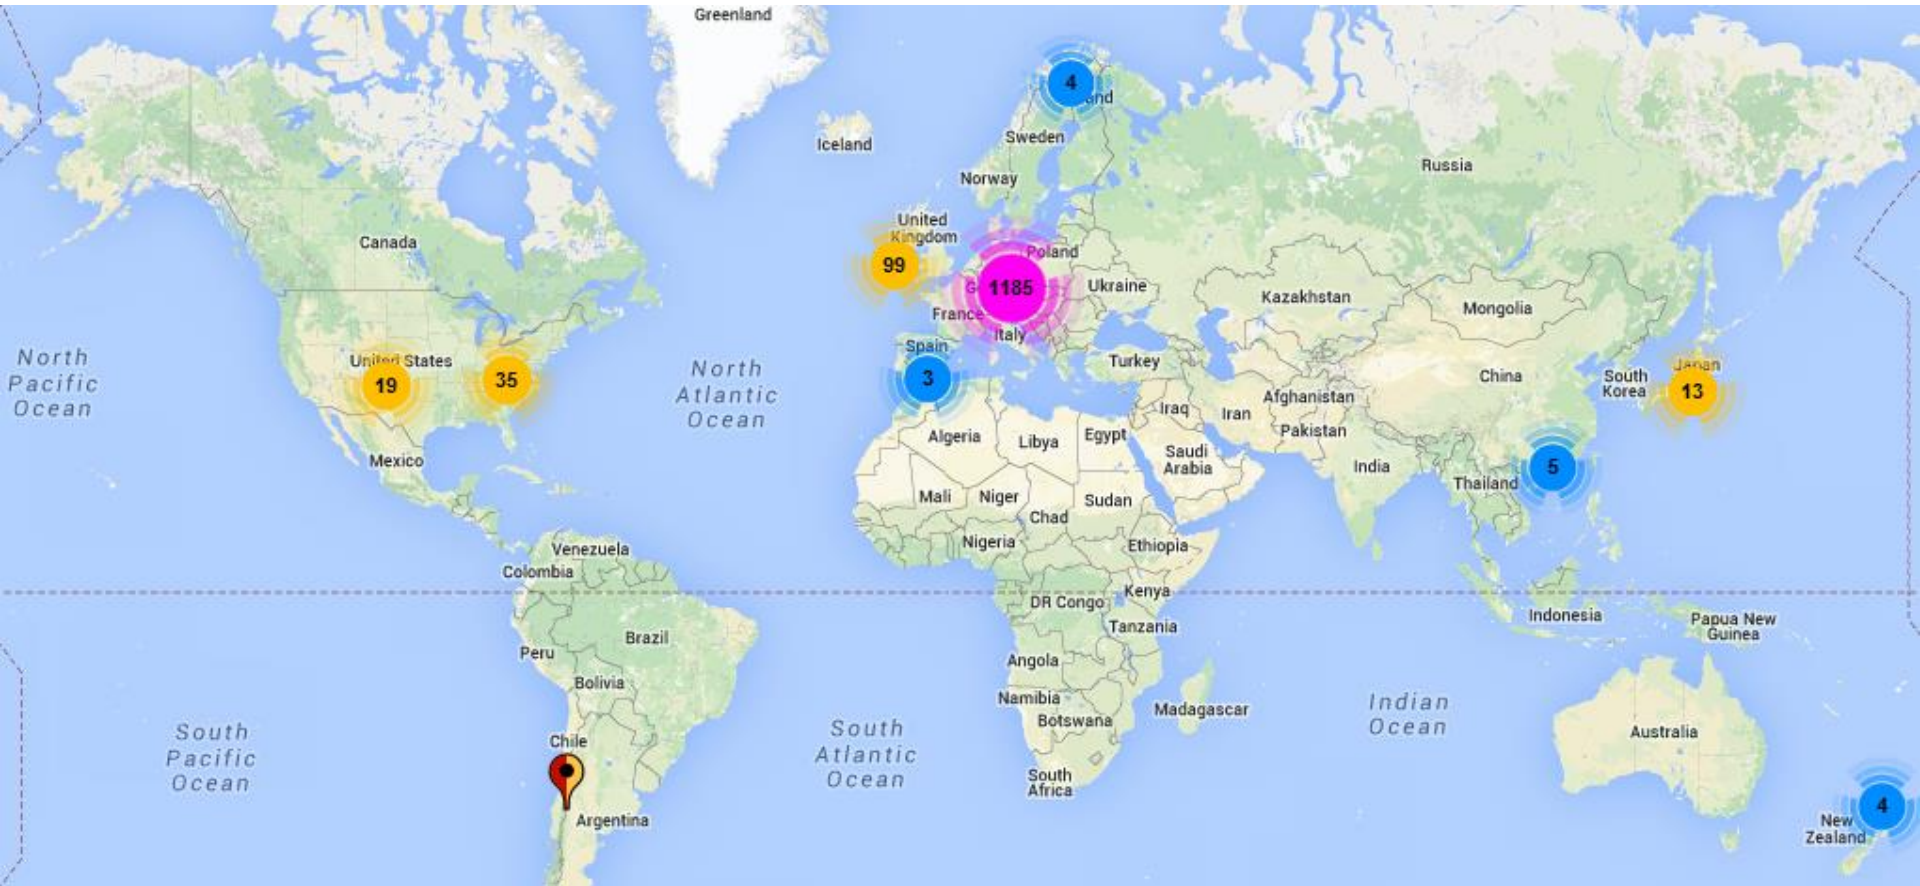 Greenland
4
and
Iceland
Sweden
Russia
Norway
United
Kingdom
Canada
Poland
99
1185
G
Ukraine
Kazakhstan
Mongolia
France
Italy
North
Pacific
Ocean
United States
19
35
North
Atlantic
Ocean
Spain
3
Turkey
China
South
Korea
Japan
13
Afghanistan
Iraq
Iran
Pakistan
Algeria
Libya
Egypt
Saudi
Arabia
India
5
Thailand
Mexico
Mali
Niger
Sudan
Chad
Nigeria
Ethiopia
Venezuela
Colombia
DR Congo
Kenya
Tanzania
Indonesia
Papua New
Guinea
Brazil
Peru
Bolivia
Angola
Namibia
Botswana
Madagascar
Indian
Ocean
South
Pacific
Ocean
Chile
South
Atlantic
Ocean
Australia
South
Africa
Argentina
4
New
Zealand